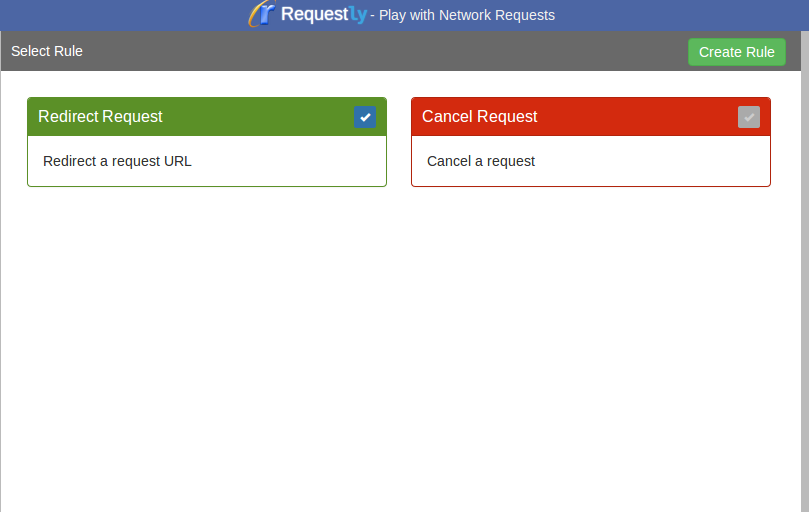 Requestly - Play with Network Requests
Select Rule
Create Rule
Redirect Request
Cancel Request
Redirect a request URL
Cancel a request